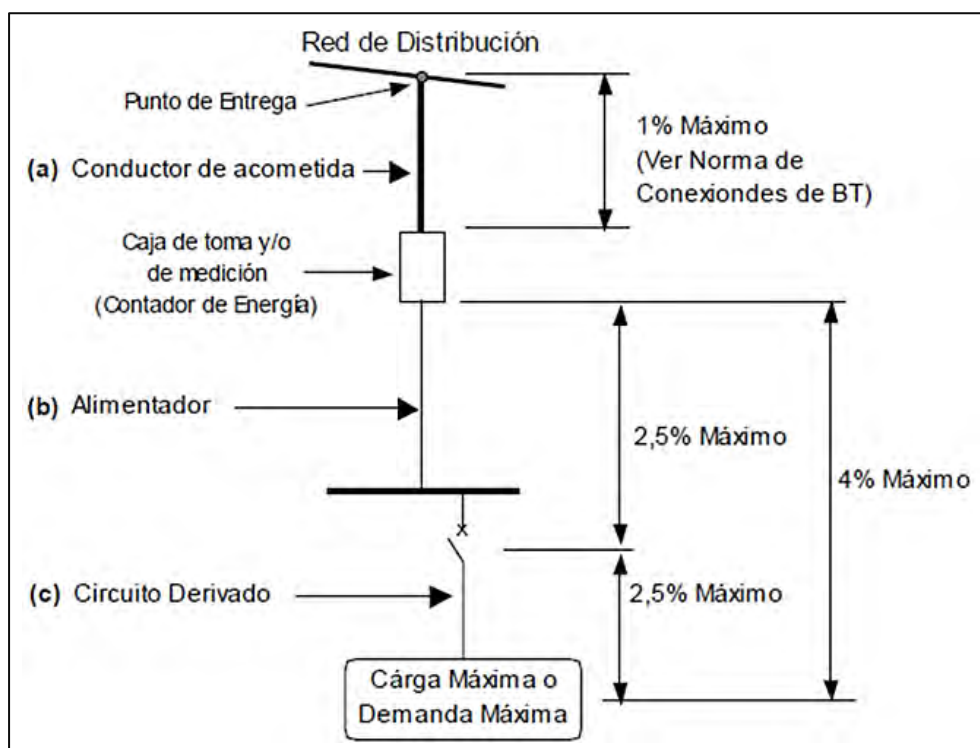 Red de Distribución
Punto de Entrega
1% Máximo
(Ver Norma de
Conexiondes de BT)
(a) Conductor de acometida
Caja de toma y/o
de medición
(Contador de Energía)
(b) Alimentador
2,5% Máximo
4% Máximo
x
(c) Circuito Derivado
2,5% Máximo
Cárga Máxima o
Demanda Máxima